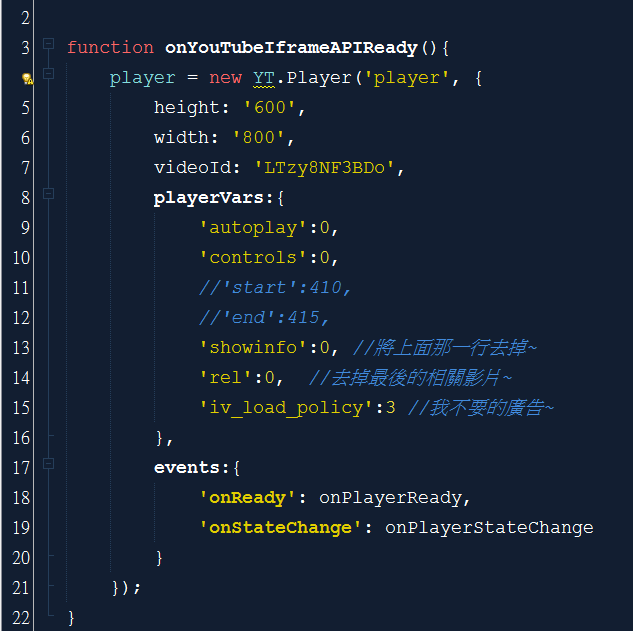 2
3 function onYouTubeIframeAPIReady(){
player = new YT.Player('player', {
5 height: '600',
6 width: '800',
7 videoId: 'LTzy8NF3BDo',
8 playerVars:{
9 'autoplay':0,
10 'controls':0,
11 //'start':410,
12 //'end':415,
13 'showinfo':0, //將上面那一行去掉~
14 'rel':0, //去掉最後的相關影片~
15 'iv_load_policy':3 //我不要的廣告~
16 },
17 events:{
18 'onReady': onPlayerReady,
19 'onStateChange': onPlayerStateChange
20 }
21 });
22 }